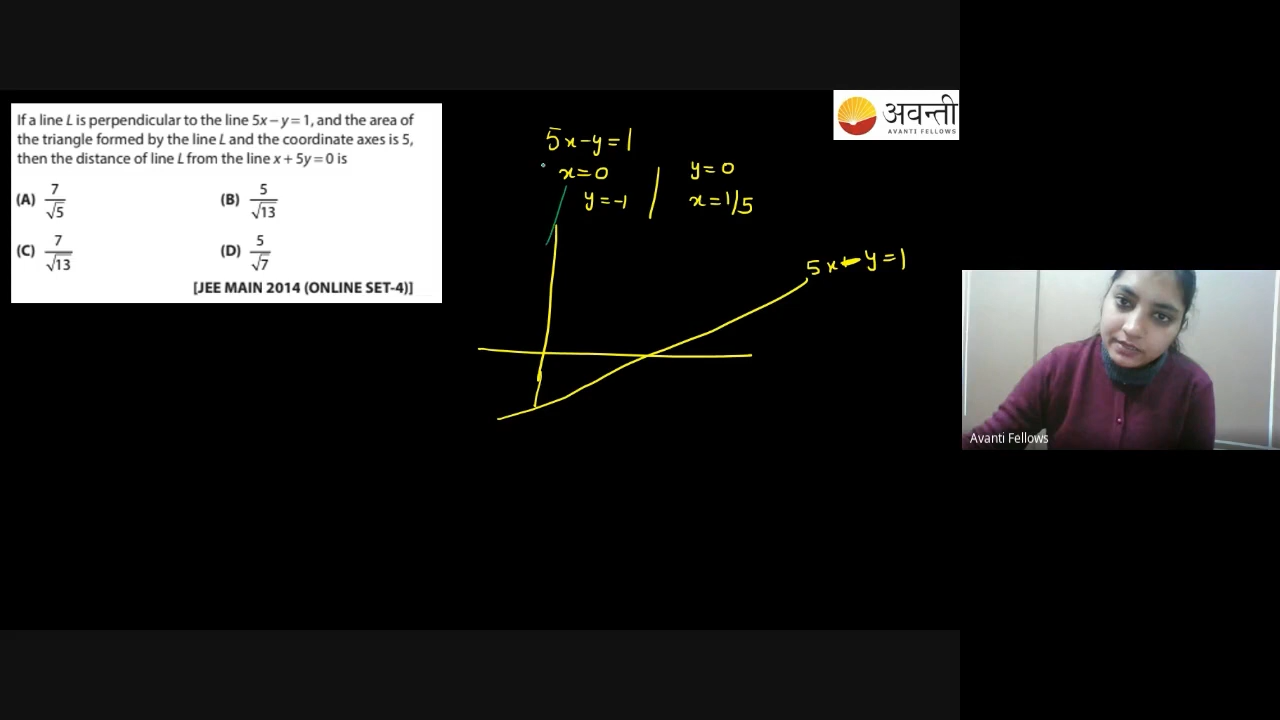 If a line L is perpendicular to the line 5x – y = 1, and the area of
the triangle formed by the line L and the coordinate axes is 5,
then the distance of line L from the line x + 5y = 0 is
(A) 7/√5 (B) 5/√13
(C) 7/√13 (D) 5/√7
[JEE MAIN 2014 (ONLINE SET-4)]
अवन्ती
AVANTI FELLOWS
5x-y=1
x=0 y=0
y=-1 x=1/5
5x-y=1
Avanti Fellows